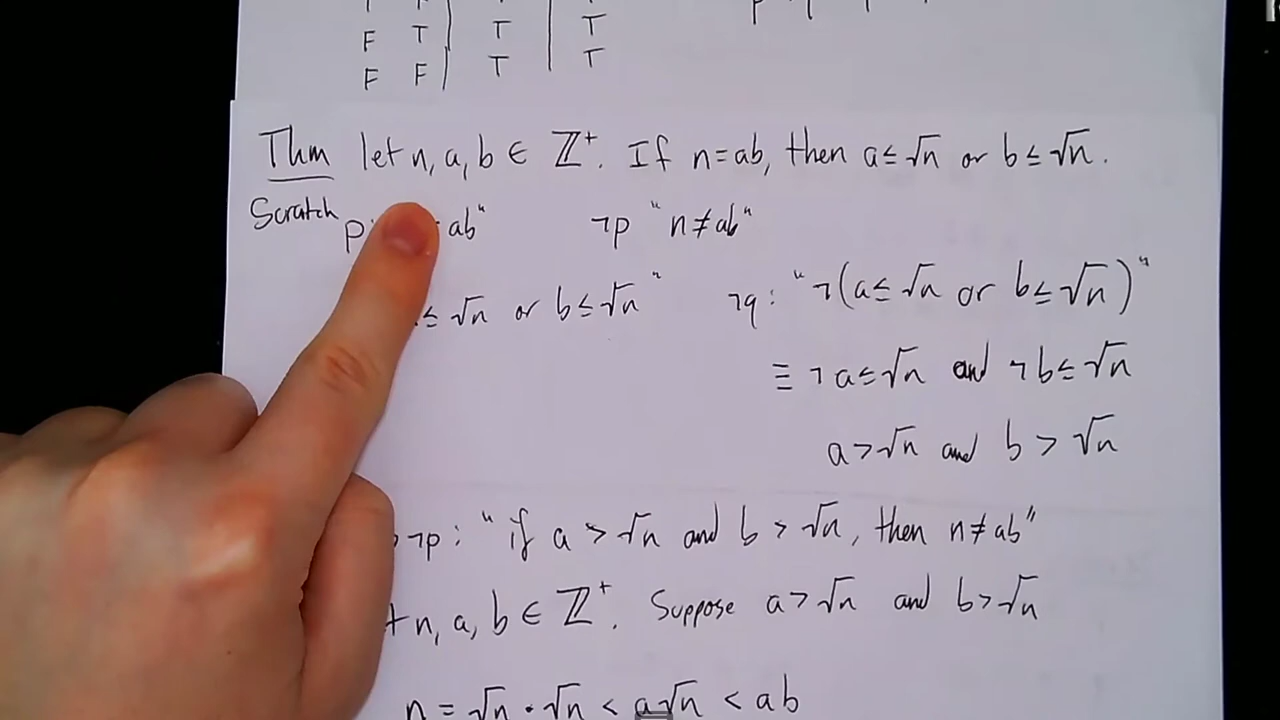 F T | T | T
F F | T T
Thm let n, a, b ∈ ℤ⁺. If n=ab, then a≤√n or b≤√n.
Scratch p: ab" ¬p "n≠ab"
≤ √n or b≤√n" ¬q: "¬(a≤√n or b≤√n)"
≡ ¬a≤√n and ¬b≤√n
a>√n and b>√n
¬p: "if a>√n and b>√n, then n≠ab"
n, a, b ∈ ℤ⁺. Suppose a>√n and b>√n
n = √n · √n < a√n < ab